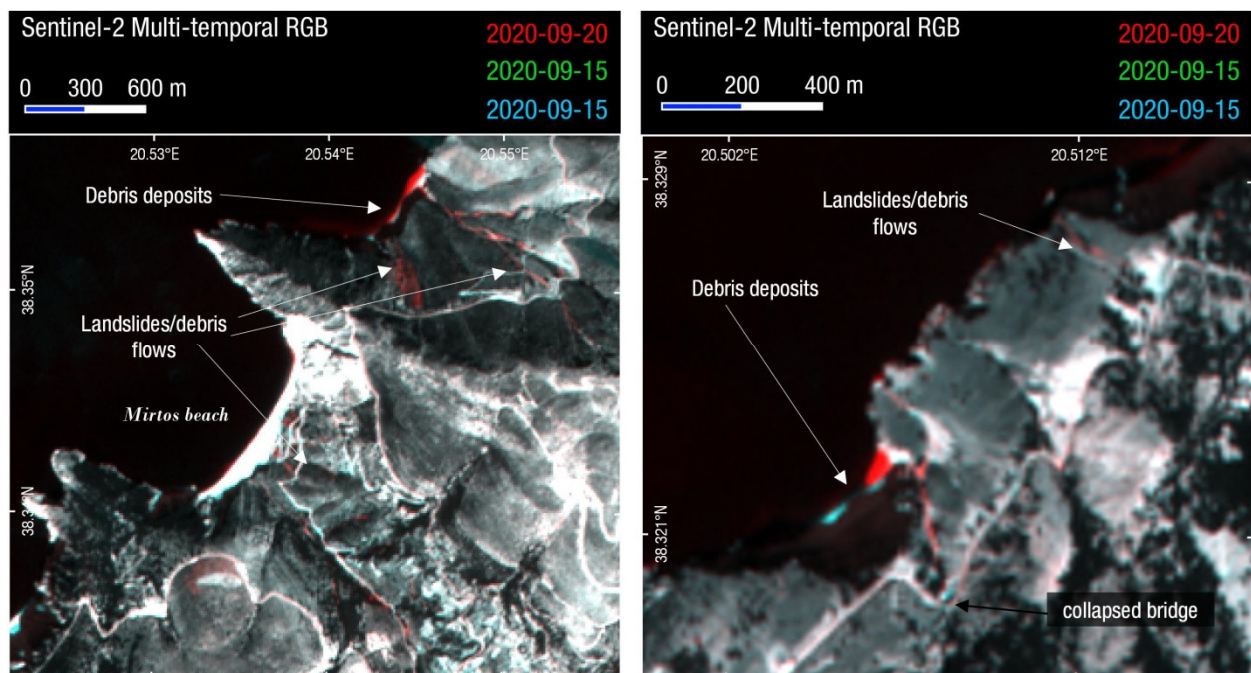 Sentinel-2 Multi-temporal RGB
2020-09-20
2020-09-15
2020-09-15
0 300 600 m
20.53°E 20.54°E 20.55°E
38.35°N
Debris deposits
Landslides/debris
flows
Mirtos beach
Sentinel-2 Multi-temporal RGB
2020-09-20
2020-09-15
2020-09-15
0 200 400 m
20.502°E 20.512°E
38.329°N
38.321°N
Landslides/debris
flows
Debris deposits
collapsed bridge